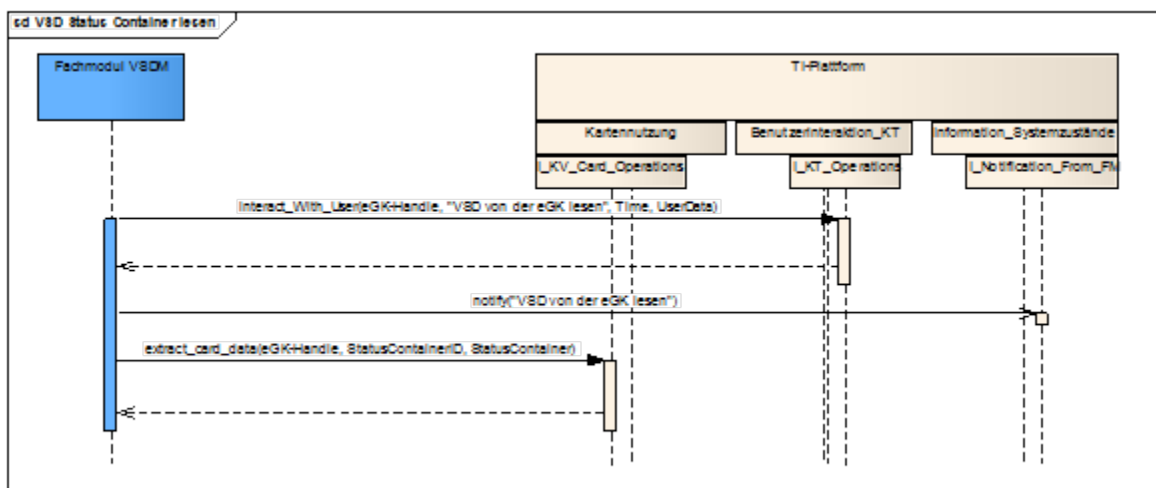 sd VSD Status Container lesen
Fachmodul VSDM
TI-Plattform
Kartennutzung
Benutzerinteraktion_KT
Information_Systemzustände
I_KV_Card_Operations
I_KT_Operations
I_Notification_From_FM
Interact_With_User(eGK-Handle, "VSD von der eGK lesen", Time, UserData)
notify("VSD von der eGK lesen")
extract_card_data(eGK-Handle, StatusContainerID, StatusContainer)